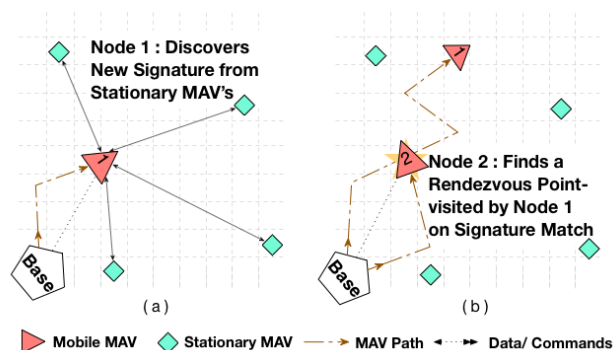 Node 1 : Discovers
New Signature from
Stationary MAV's
1
Base
( a )
1
2
Node 2 : Finds a
Rendezvous Point-
visited by Node 1
on Signature Match
Base
( b )
Mobile MAV
Stationary MAV
MAV Path
Data/ Commands